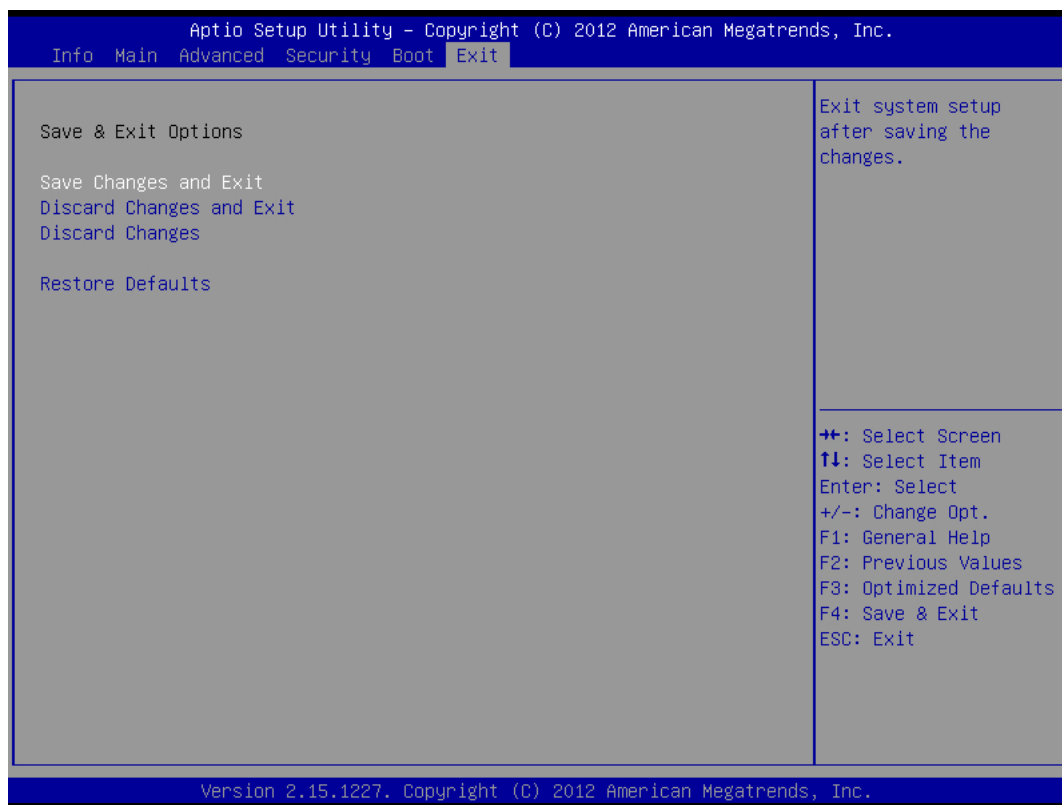 Aptio Setup Utility – Copyright (C) 2012 American Megatrends, Inc.
Info Main Advanced Security Boot Exit
Save & Exit Options
Save Changes and Exit
Discard Changes and Exit
Discard Changes
Restore Defaults
Exit system setup
after saving the
changes.
→←: Select Screen
↑↓: Select Item
Enter: Select
+/-: Change Opt.
F1: General Help
F2: Previous Values
F3: Optimized Defaults
F4: Save & Exit
ESC: Exit
Version 2.15.1227. Copyright (C) 2012 American Megatrends, Inc.